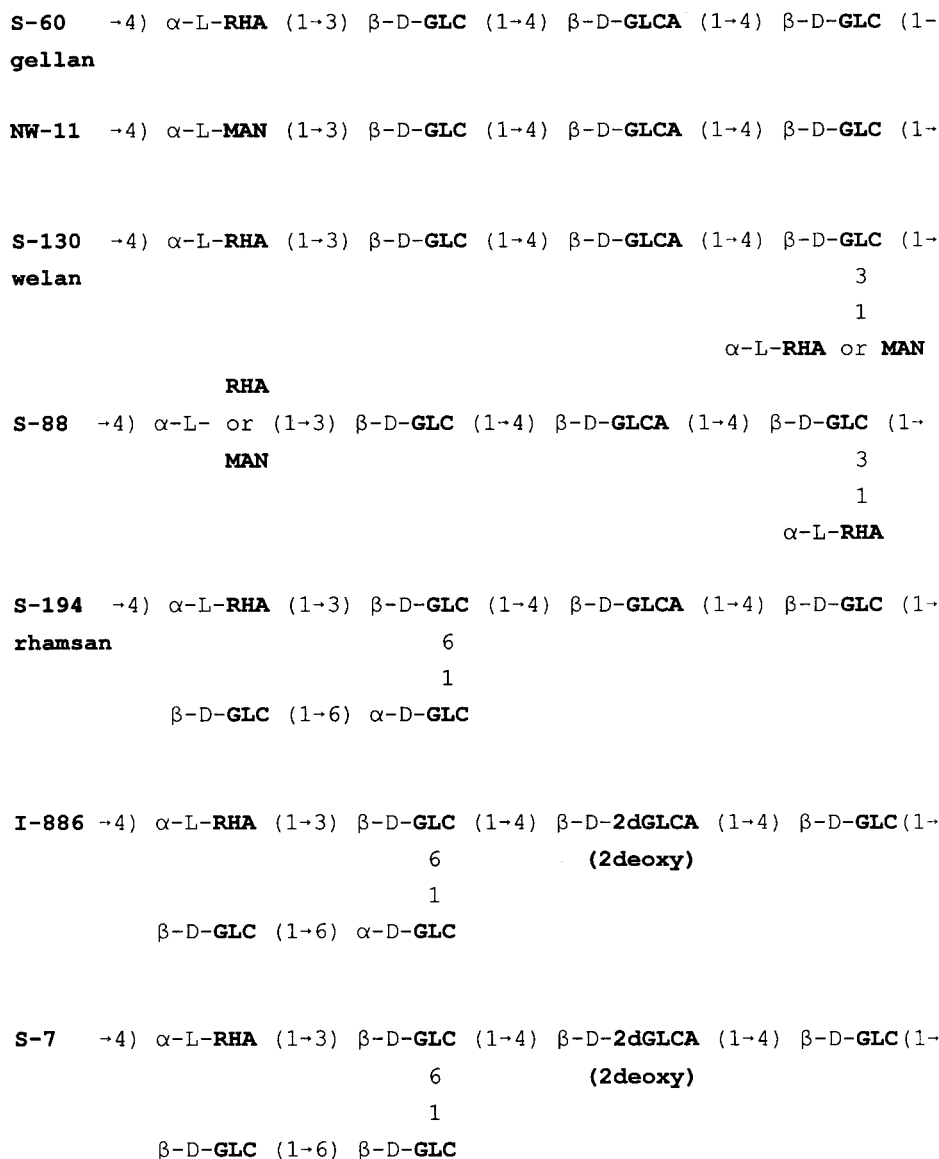 S-60 →4) α-L-RHA (1→3) β-D-GLC (1→4) β-D-GLCA (1→4) β-D-GLC (1-
gellan
NW-11 →4) α-L-MAN (1→3) β-D-GLC (1→4) β-D-GLCA (1→4) β-D-GLC (1→
S-130 →4) α-L-RHA (1→3) β-D-GLC (1→4) β-D-GLCA (1→4) β-D-GLC (1→
welan 3
1
α-L-RHA or MAN
RHA
S-88 →4) α-L- or (1→3) β-D-GLC (1→4) β-D-GLCA (1→4) β-D-GLC (1→
MAN 3
1
α-L-RHA
S-194 →4) α-L-RHA (1→3) β-D-GLC (1→4) β-D-GLCA (1→4) β-D-GLC (1→
rhamsan 6
1
β-D-GLC (1→6) α-D-GLC
I-886 →4) α-L-RHA (1→3) β-D-GLC (1→4) β-D-2dGLCA (1→4) β-D-GLC(1→
6 (2deoxy)
1
β-D-GLC (1→6) α-D-GLC
S-7 →4) α-L-RHA (1→3) β-D-GLC (1→4) β-D-2dGLCA (1→4) β-D-GLC(1→
6 (2deoxy)
1
β-D-GLC (1→6) β-D-GLC